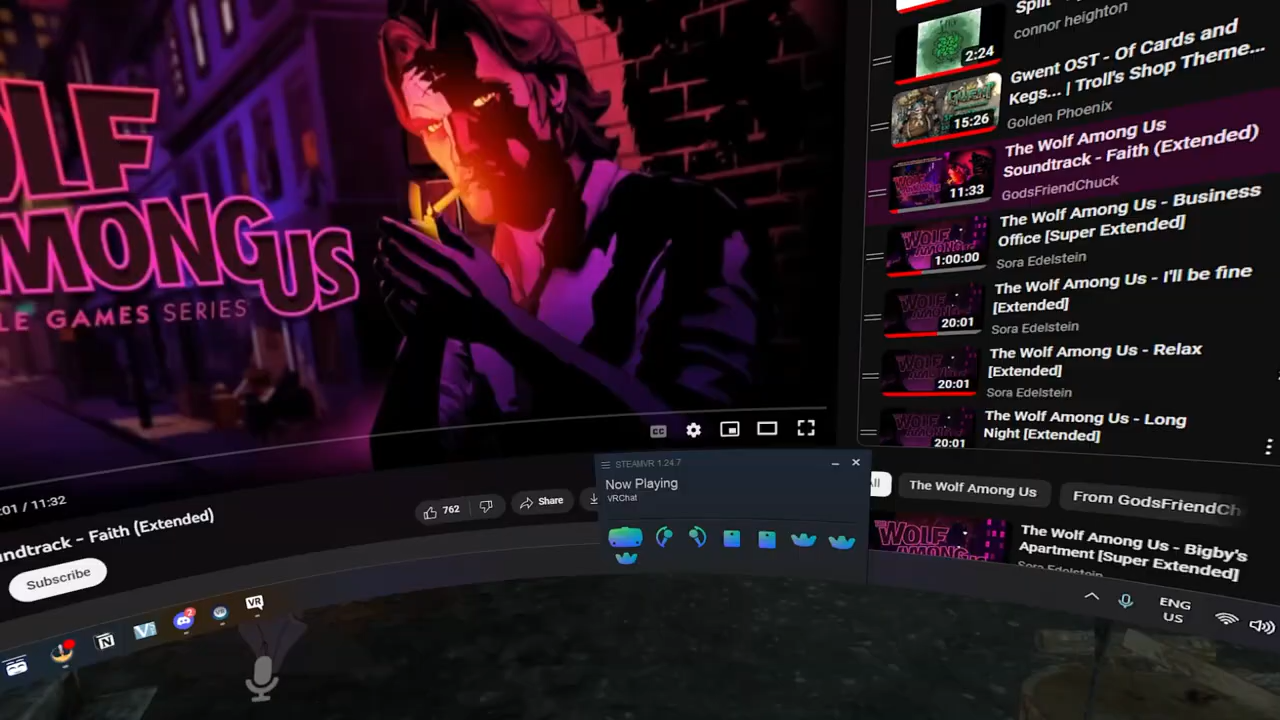 OLF
AMONG US
LE GAMES SERIES
:01 / 11:32
ndtrack - Faith (Extended)
Subscribe
762
Share
CC
Split
connor heighton
2:24
Gwent OST - Of Cards and
Kegs... | Troll's Shop Theme...
Golden Phoenix
15:26
The Wolf Among Us
Soundtrack - Faith (Extended)
GodsFriendChuck
11:33
The Wolf Among Us - Business
Office [Super Extended]
Sora Edelstein
1:00:00
The Wolf Among Us - I'll be fine
[Extended]
Sora Edelstein
20:01
The Wolf Among Us - Relax
[Extended]
Sora Edelstein
20:01
The Wolf Among Us - Long
Night [Extended]
20:01
STEAMVR 1.24.7
Now Playing
VRChat
All
The Wolf Among Us
From GodsFriendCh
The Wolf Among Us - Bigby's
Apartment [Super Extended]
Sora Edelstein
ENG
US
2
VR